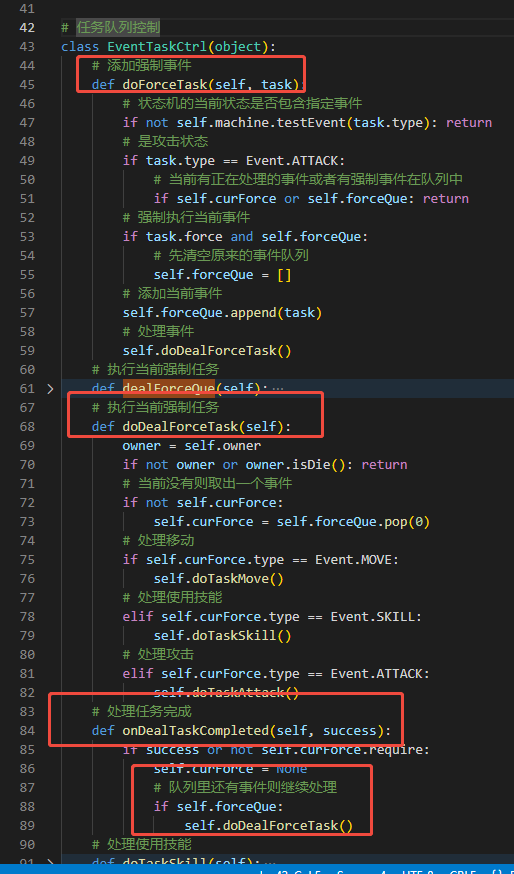 41
42 # 任务队列控制
43 class EventTaskCtrl(object):
44 # 添加强制事件
45 def doForceTask(self, task):
46 # 状态机的当前状态是否包含指定事件
47 if not self.machine.testEvent(task.type): return
48 # 是攻击状态
49 if task.type == Event.ATTACK:
50 # 当前有正在处理的事件或者有强制事件在队列中
51 if self.curForce or self.forceQue: return
52 # 强制执行当前事件
53 if task.force and self.forceQue:
54 # 先清空原来的事件队列
55 self.forceQue = []
56 # 添加当前事件
57 self.forceQue.append(task)
58 # 处理事件
59 self.doDealForceTask()
60 # 执行当前强制任务
61 def dealForceQue(self):…
67 # 执行当前强制任务
68 def doDealForceTask(self):
69 owner = self.owner
70 if not owner or owner.isDie(): return
71 # 当前没有则取出一个事件
72 if not self.curForce:
73 self.curForce = self.forceQue.pop(0)
74 # 处理移动
75 if self.curForce.type == Event.MOVE:
76 self.doTaskMove()
77 # 处理使用技能
78 elif self.curForce.type == Event.SKILL:
79 self.doTaskSkill()
80 # 处理攻击
81 elif self.curForce.type == Event.ATTACK:
82 self.doTaskAttack()
83 # 处理任务完成
84 def onDealTaskCompleted(self, success):
85 if success or not self.curForce.require:
86 self.curForce = None
87 # 队列里还有事件则继续处理
88 if self.forceQue:
89 self.doDealForceTask()
90 # 处理使用技能
91 def doTaskSkill(self):…